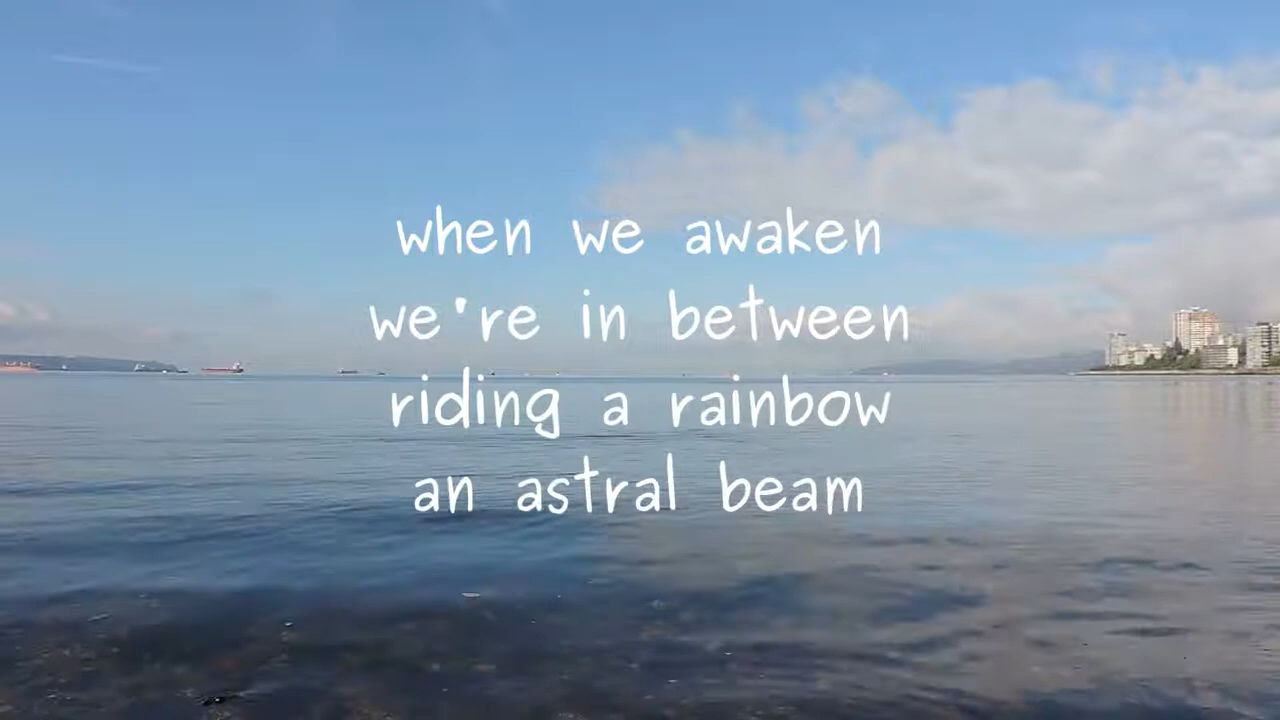 when we awaken
we're in between
riding a rainbow
an astral beam